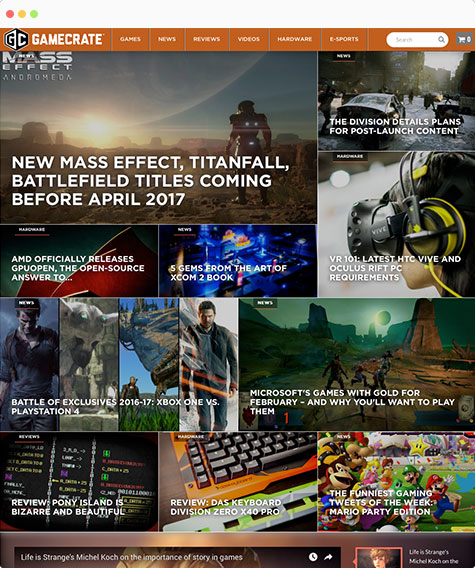 GC GAMECRATE
GAMES
NEWS
REVIEWS
VIDEOS
HARDWARE
E-SPORTS
Search
0
NEWS
MASS
EFFECT
ANDROMEDA
NEW MASS EFFECT, TITANFALL,
BATTLEFIELD TITLES COMING
BEFORE APRIL 2017
NEWS
THE DIVISION DETAILS PLANS
FOR POST-LAUNCH CONTENT
HARDWARE
VIVE
VR 101: LATEST HTC VIVE AND
OCULUS RIFT PC
REQUIREMENTS
HARDWARE
AMD OFFICIALLY RELEASES
GPUOPEN, THE OPEN-SOURCE
ANSWER TO...
NEWS
5 GEMS FROM THE ART OF
XCOM 2 BOOK
NEWS
BATTLE OF EXCLUSIVES 2016-17: XBOX ONE VS.
PLAYSTATION 4
NEWS
MICROSOFT'S GAMES WITH GOLD FOR
FEBRUARY – AND WHY YOU'LL WANT TO PLAY
THEM
REVIEWS
REVIEW: PONY ISLAND IS
BIZARRE AND BEAUTIFUL
HARDWARE
REVIEW: DAS KEYBOARD
DIVISION ZERO X40 PRO
NEWS
THE FUNNIEST GAMING
TWEETS OF THE WEEK:
MARIO PARTY EDITION
Life is Strange's Michel Koch on the importance of story in games
Life is Strange's
Michel Koch on the